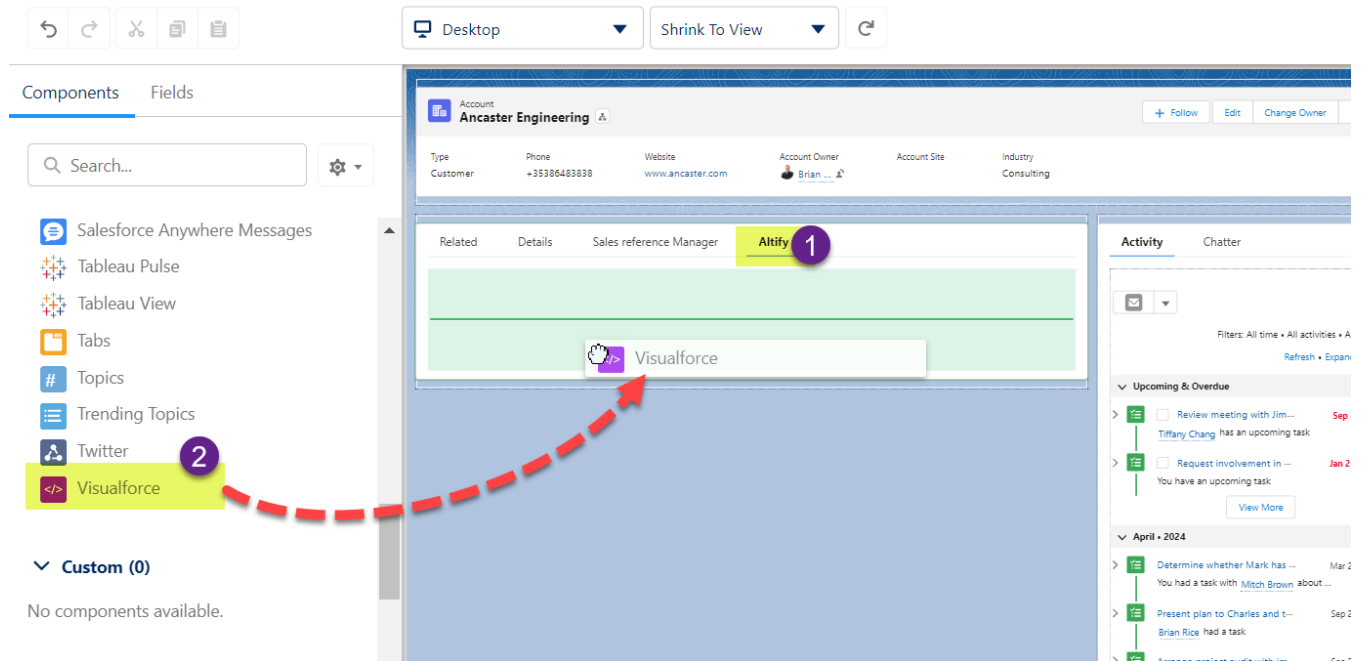 Desktop
Shrink To View
Components
Fields
Search...
Salesforce Anywhere Messages
Tableau Pulse
Tableau View
Tabs
# Topics
Trending Topics
Twitter
2
</> Visualforce
Custom (0)
No components available.
Account
Ancaster Engineering
+ Follow
Edit
Change Owner
Type
Phone
Website
Account Owner
Account Site
Industry
Customer
+35386483838
www.ancaster.com
Brian ...
Consulting
Related
Details
Sales reference Manager
Altify
1
/> Visualforce
Activity
Chatter
Filters: All time • All activities • A
Refresh • Expan
Upcoming & Overdue
Review meeting with Jim--- Sep
Tiffany Chang has an upcoming task
Request involvement in --- Jan 2
You have an upcoming task
View More
April • 2024
Determine whether Mark has --- Mar 2
You had a task with Mitch Brown about ...
Present plan to Charles and t--- Sep 2
Brian Rice had a task